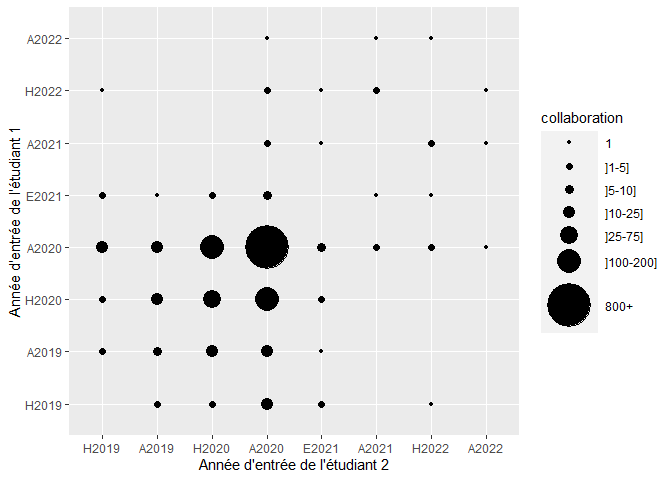 Année d'entrée de l'étudiant 1
A2022
H2022
A2021
E2021
A2020
H2020
A2019
H2019
H2019 A2019 H2020 A2020 E2021 A2021 H2022 A2022
Année d'entrée de l'étudiant 2
collaboration
1
]1-5]
]5-10]
]10-25]
]25-75]
]100-200]
800+